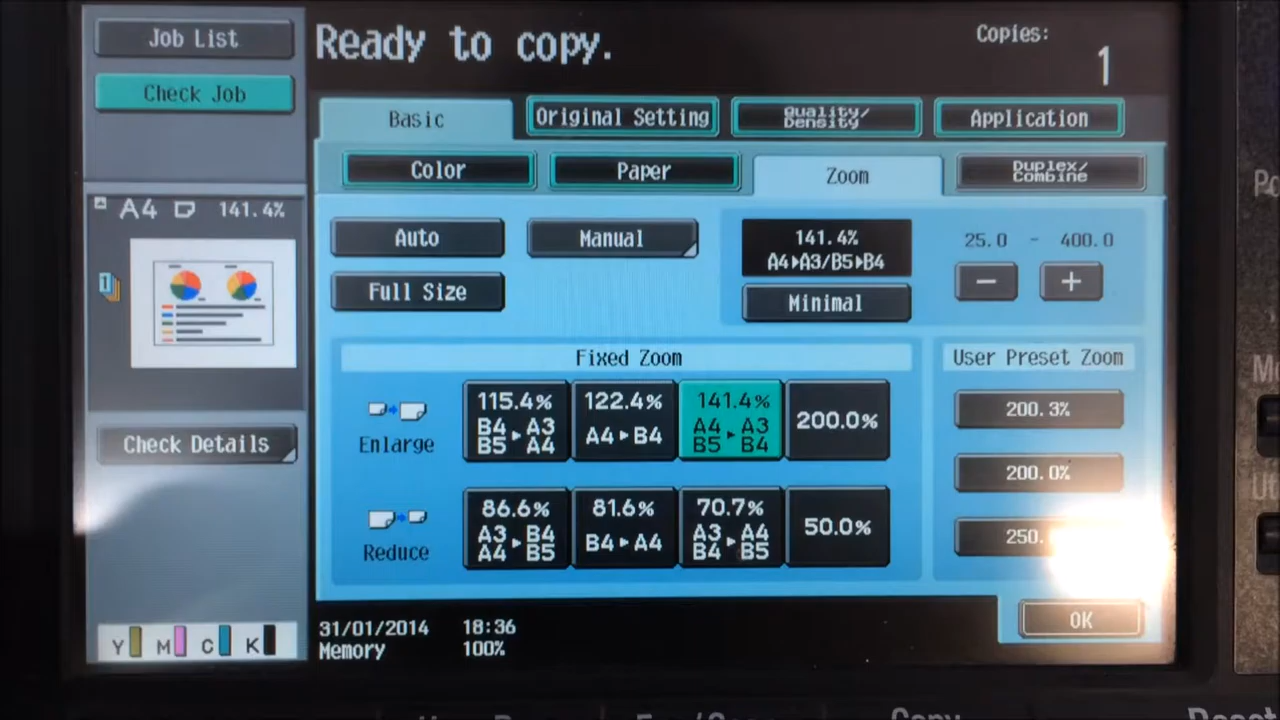 Job List
Check Job
Ready to copy.
Copies:
1
Basic
Original Setting
Quality/
Density
Application
Color
Paper
Zoom
Duplex/
Combine
A4 141.4%
1
Check Details
Auto
Manual
Full Size
141.4%
A4▶A3/B5▶B4
Minimal
25.0 - 400.0
−
+
Fixed Zoom
Enlarge
115.4%
B4▶A3
B5 A4
122.4%
A4▶B4
141.4%
A4▶A3
B5 B4
200.0%
Reduce
86.6%
A3▶B4
A4 B5
81.6%
B4▶A4
70.7%
A3▶A4
B4 B5
50.0%
User Preset Zoom
200.3%
200.0%
250.
OK
Y M C K
31/01/2014 18:36
Memory 100%
Copy
Reset